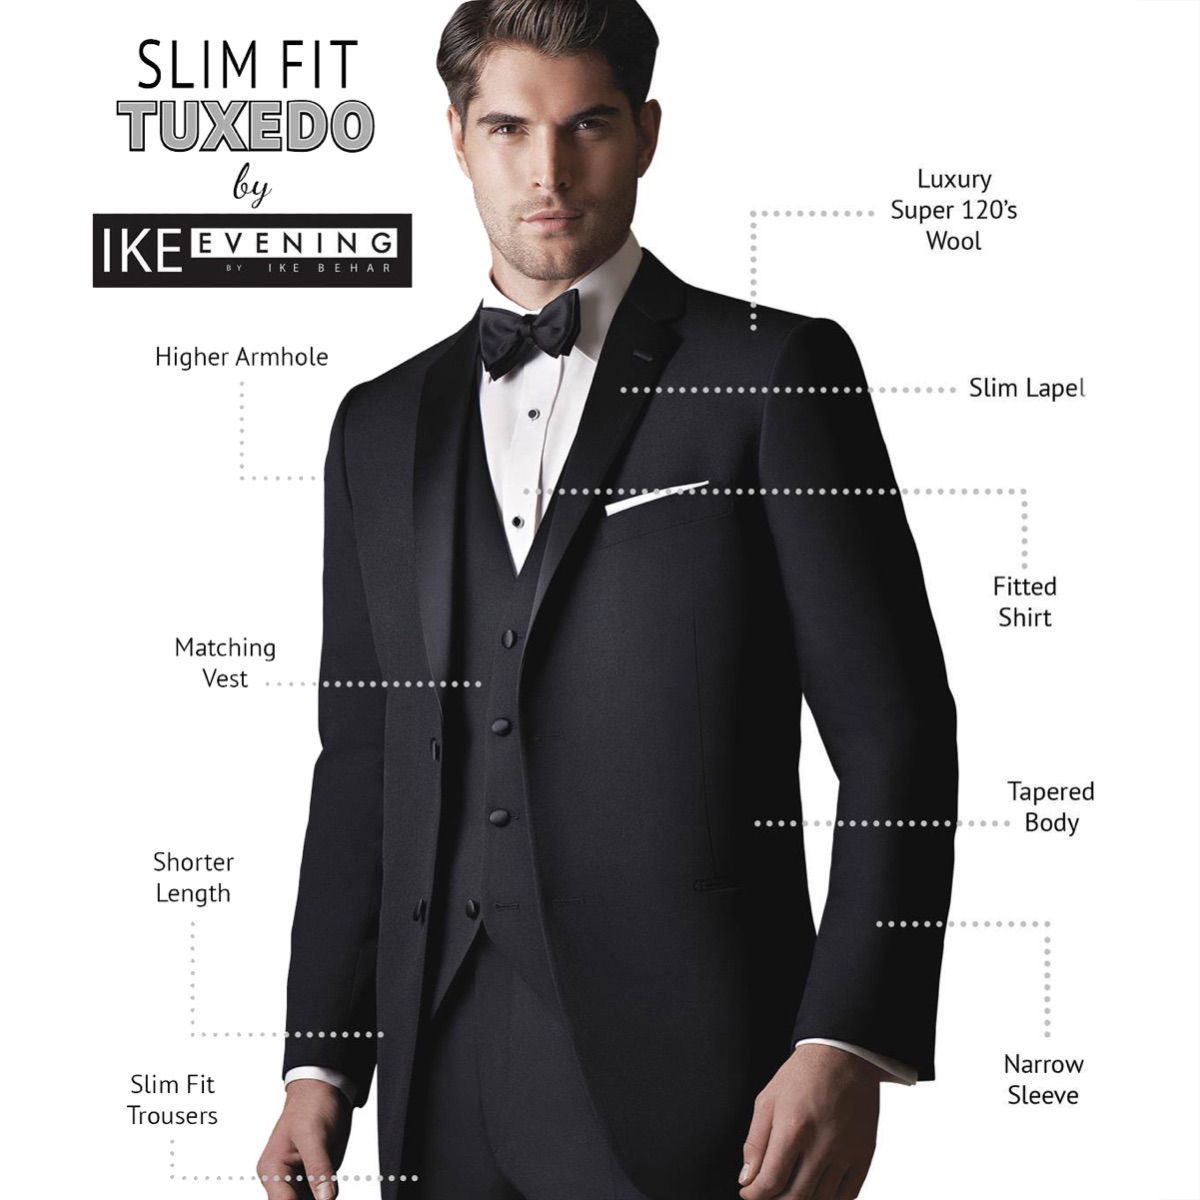 SLIM FIT
TUXEDO
by
IKE EVENING
BY IKE BEHAR
Luxury
Super 120's
Wool
Higher Armhole
Slim Lapel
Fitted
Shirt
Matching
Vest
Tapered
Body
Shorter
Length
Narrow
Sleeve
Slim Fit
Trousers